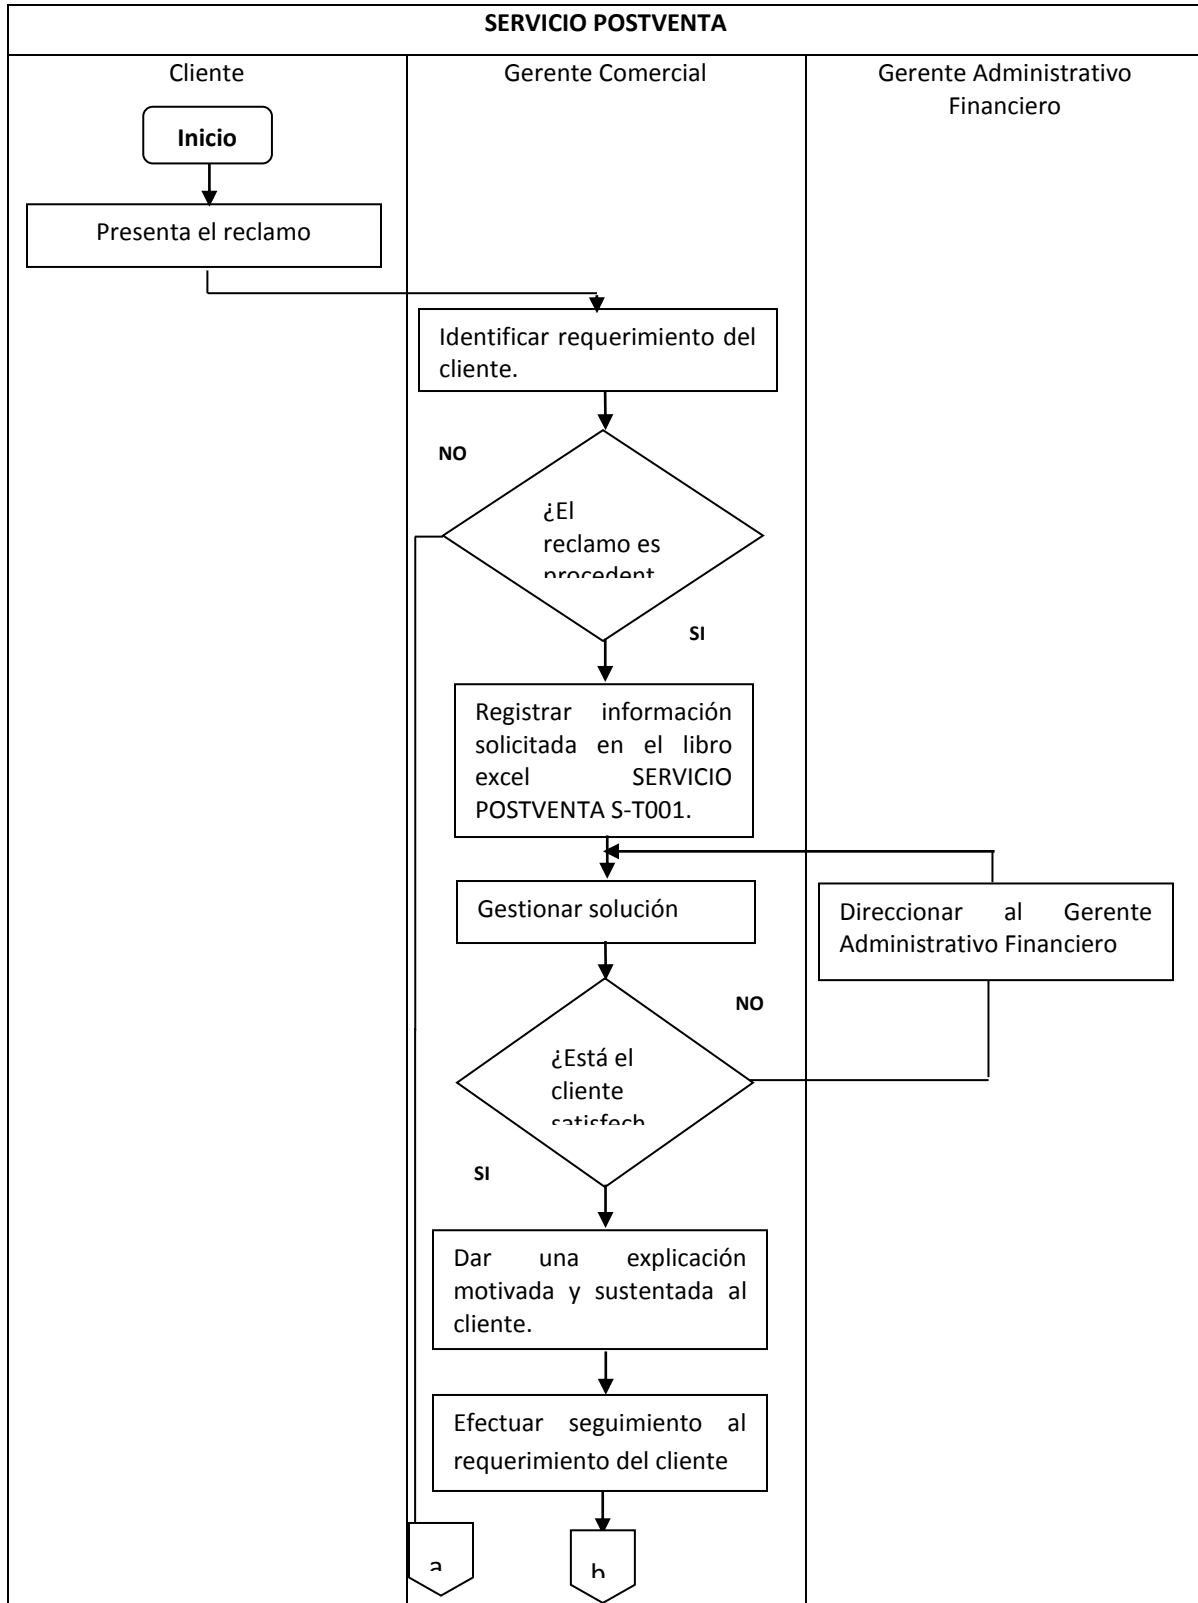 SERVICIO POSTVENTA
Cliente
Gerente Comercial
Gerente Administrativo
Financiero
Inicio
Presenta el reclamo
Identificar requerimiento del
cliente.
NO
¿El
reclamo es
procedent
SI
Registrar información
solicitada en el libro
excel SERVICIO
POSTVENTA S-T001.
Gestionar solución
Direccionar al Gerente
Administrativo Financiero
NO
¿Está el
cliente
satisfech
SI
Dar una explicación
motivada y sustentada al
cliente.
Efectuar seguimiento al
requerimiento del cliente
a
b